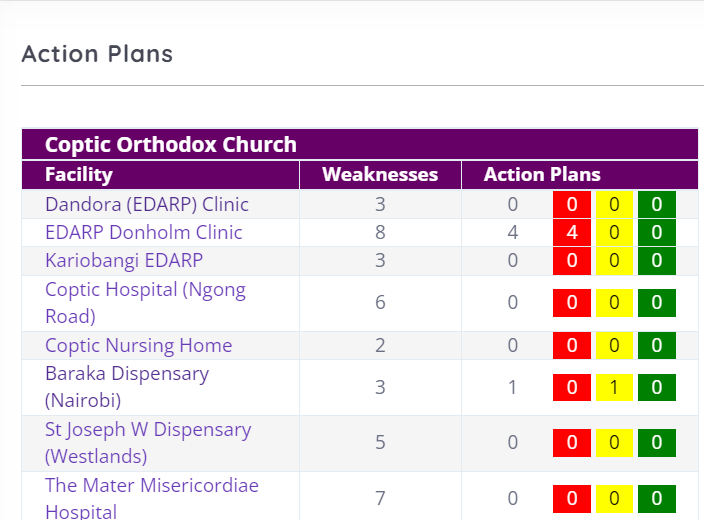 Action Plans
Coptic Orthodox Church
Facility Weaknesses Action Plans
Dandora (EDARP) Clinic 3 0 0 0 0
EDARP Donholm Clinic 8 4 4 0 0
Kariobangi EDARP 3 0 0 0 0
Coptic Hospital (Ngong
Road) 6 0 0 0 0
Coptic Nursing Home 2 0 0 0 0
Baraka Dispensary
(Nairobi) 3 1 0 1 0
St Joseph W Dispensary
(Westlands) 5 0 0 0 0
The Mater Misericordiae
Hospital 7 0 0 0 0